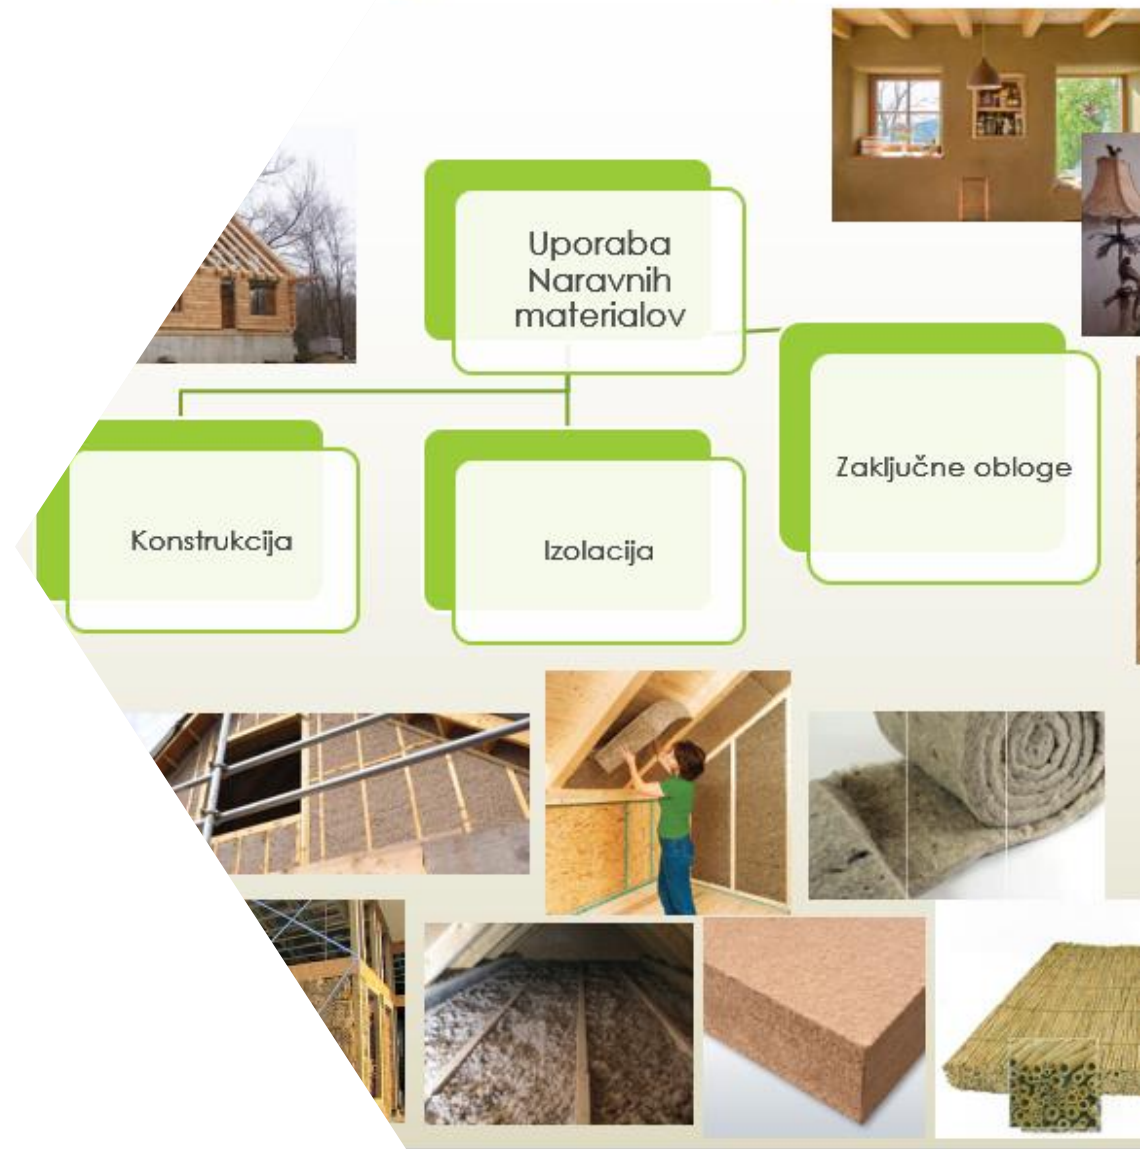 Uporaba
Naravnih
materialov
Zaključne obloge
Konstrukcija
Izolacija